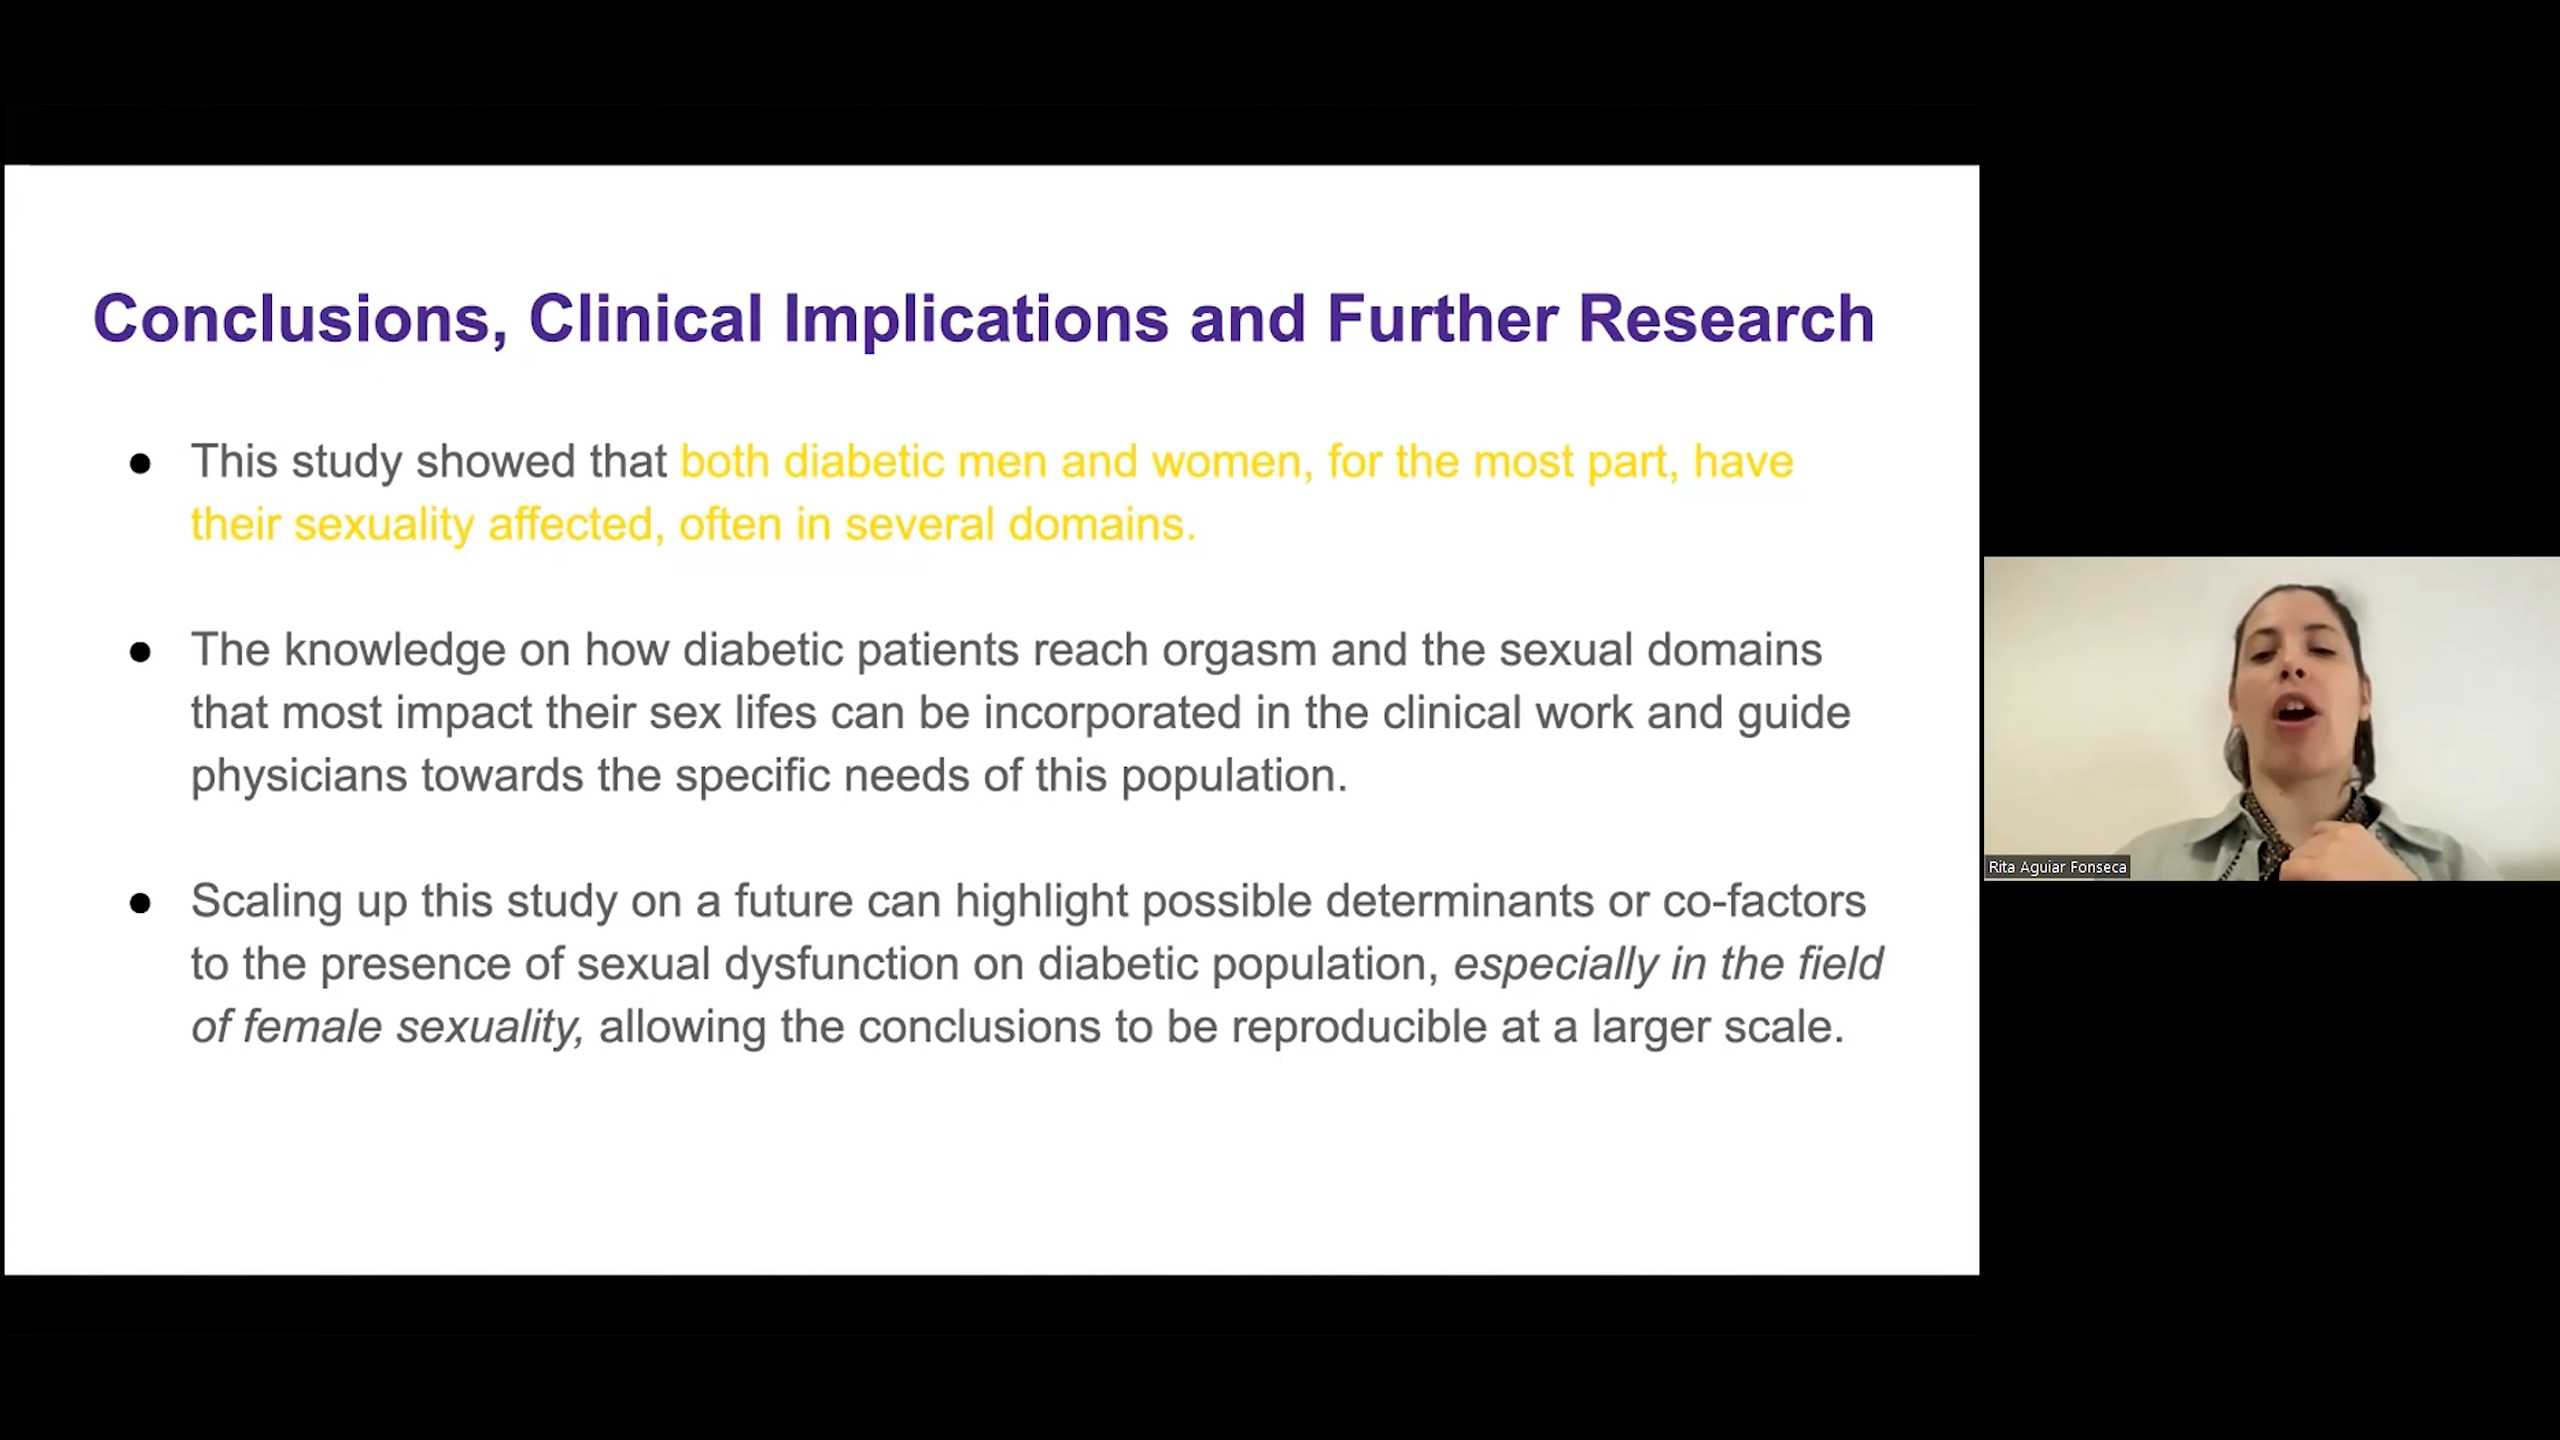 Conclusions, Clinical Implications and Further Research
● This study showed that both diabetic men and women, for the most part, have
their sexuality affected, often in several domains.
● The knowledge on how diabetic patients reach orgasm and the sexual domains
that most impact their sex lifes can be incorporated in the clinical work and guide
physicians towards the specific needs of this population.
● Scaling up this study on a future can highlight possible determinants or co-factors
to the presence of sexual dysfunction on diabetic population, especially in the field
of female sexuality, allowing the conclusions to be reproducible at a larger scale.
Rita Aguiar Fonseca